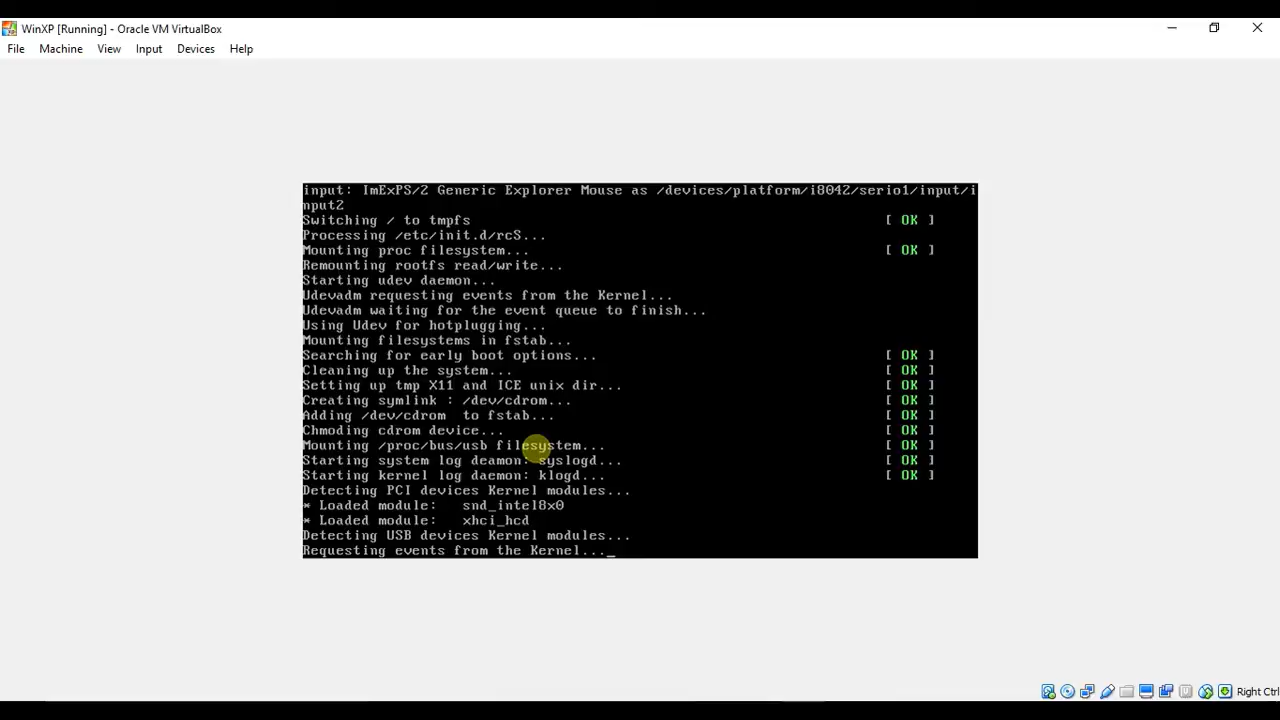 WinXP [Running] - Oracle VM VirtualBox
File Machine View Input Devices Help
input: ImExPS/2 Generic Explorer Mouse as /devices/platform/i8042/serio1/input/i
nput2
Switching / to tmpfs [ OK ]
Processing /etc/init.d/rcS...
Mounting proc filesystem... [ OK ]
Remounting rootfs read/write...
Starting udev daemon...
Udevadm requesting events from the Kernel...
Udevadm waiting for the event queue to finish...
Using Udev for hotplugging...
Mounting filesystems in fstab...
Searching for early boot options... [ OK ]
Cleaning up the system... [ OK ]
Setting up tmp X11 and ICE unix dir... [ OK ]
Creating symlink : /dev/cdrom... [ OK ]
Adding /dev/cdrom  to fstab... [ OK ]
Chmoding cdrom device... [ OK ]
Mounting /proc/bus/usb filesystem... [ OK ]
Starting system log deamon: syslogd... [ OK ]
Starting kernel log daemon: klogd... [ OK ]
Detecting PCI devices Kernel modules...
* Loaded module:   snd_intel8x0
* Loaded module:   xhci_hcd
Detecting USB devices Kernel modules...
Requesting events from the Kernel..._
Right Ctrl